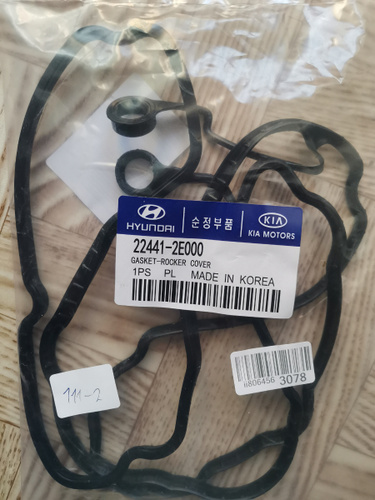 HYUNDAI
순정부품
KIA
KIA MOTORS
22441-2E000
GASKET-ROCKER COVER
1PS PL MADE IN KOREA
6806456 3078
111-2